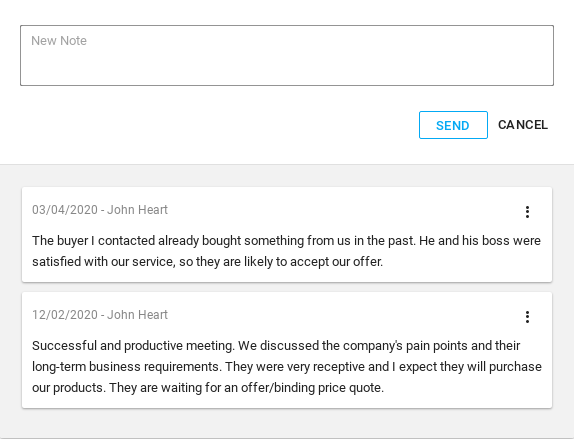 New Note
SEND CANCEL
03/04/2020 - John Heart
The buyer I contacted already bought something from us in the past. He and his boss were
satisfied with our service, so they are likely to accept our offer.
12/02/2020 - John Heart
Successful and productive meeting. We discussed the company's pain points and their
long-term business requirements. They were very receptive and I expect they will purchase
our products. They are waiting for an offer/binding price quote.